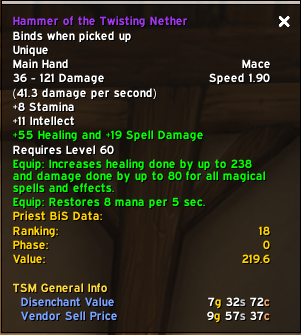 Hammer of the Twisting Nether
Binds when picked up
Unique
Main Hand Mace
36 - 121 Damage Speed 1.90
(41.3 damage per second)
+8 Stamina
+11 Intellect
+55 Healing and +19 Spell Damage
Requires Level 60
Equip: Increases healing done by up to 238
and damage done by up to 80 for all magical
spells and effects.
Equip: Restores 8 mana per 5 sec.
Priest BiS Data:
Ranking: 18
Phase: 0
Value: 219.6
TSM General Info
Disenchant Value 7g 32s 72c
Vendor Sell Price 9g 57s 37c